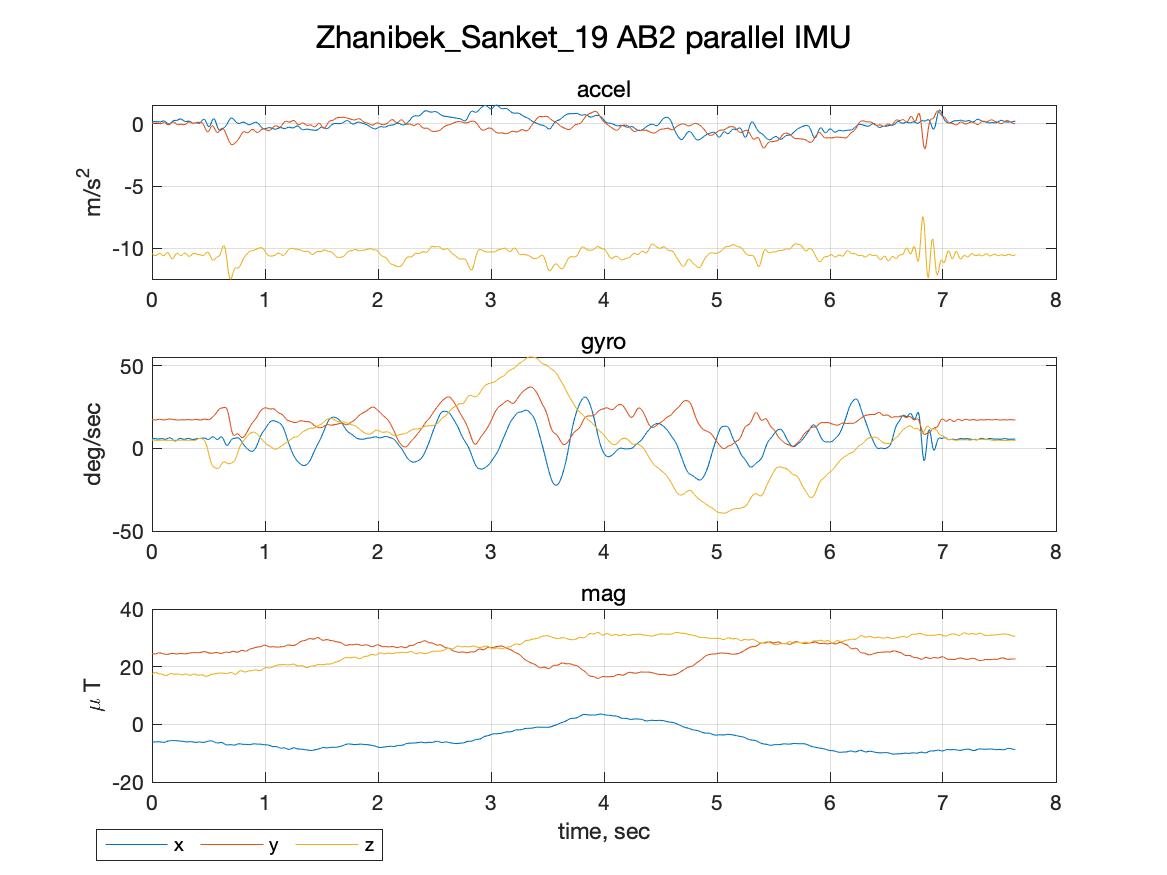 Zhanibek_Sanket_19 AB2 parallel IMU
accel
0
-5
-10
m/s²
0 1 2 3 4 5 6 7 8
gyro
50
0
-50
deg/sec
0 1 2 3 4 5 6 7 8
mag
40
20
0
-20
μ T
0 1 2 3 4 5 6 7 8
time, sec
x y z